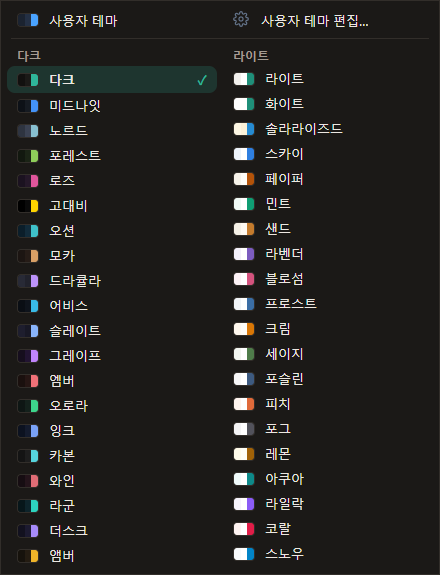 사용자 테마
사용자 테마 편집...
다크
다크
미드나잇
노르드
포레스트
로즈
고대비
오션
모카
드라큘라
어비스
슬레이트
그레이프
앰버
오로라
잉크
카본
와인
라군
더스크
앰버
라이트
라이트
화이트
솔라라이즈드
스카이
페이퍼
민트
샌드
라벤더
블로섬
프로스트
크림
세이지
포슬린
피치
포그
레몬
아쿠아
라일락
코랄
스노우